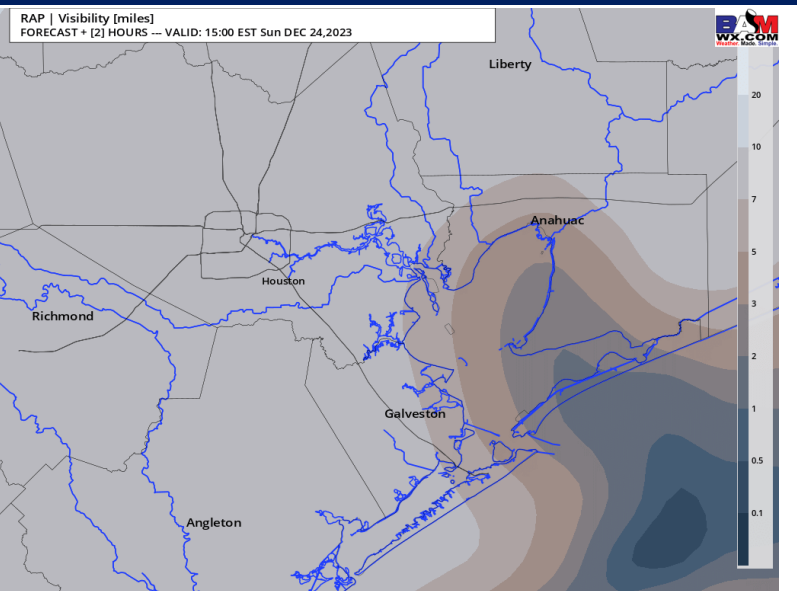 RAP | Visibility [miles]
FORECAST + [2] HOURS --- VALID: 15:00 EST Sun DEC 24,2023
BAM
WX.COM
Weather. Made. Simple.
Liberty
20
10
7
Anahuac
5
Houston
3
Richmond
2
1
Galveston
0.5
0.1
Angleton